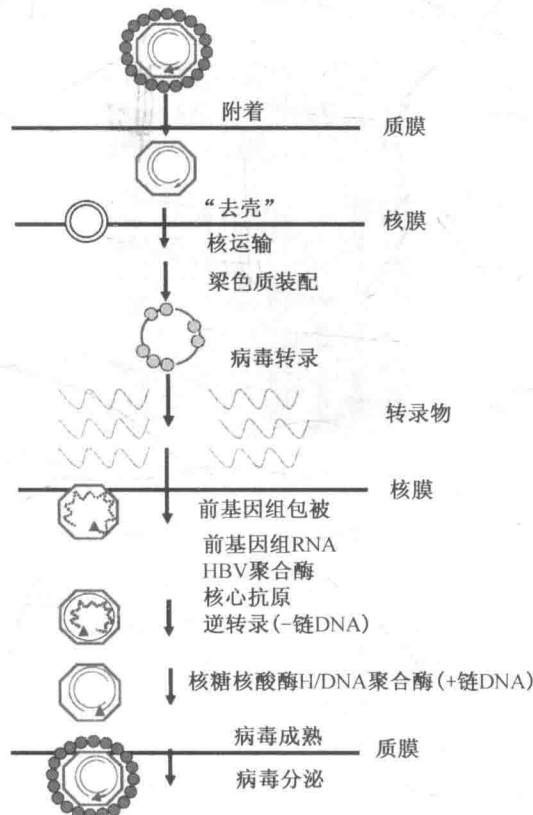 附着
质膜
“去壳”
核膜
核运输
梁色质装配
病毒转录
转录物
核膜
前基因组包被
前基因组RNA
HBV聚合酶
核心抗原
逆转录(-链DNA)
核糖核酸酶H/DNA聚合酶(+链DNA)
病毒成熟
质膜
病毒分泌